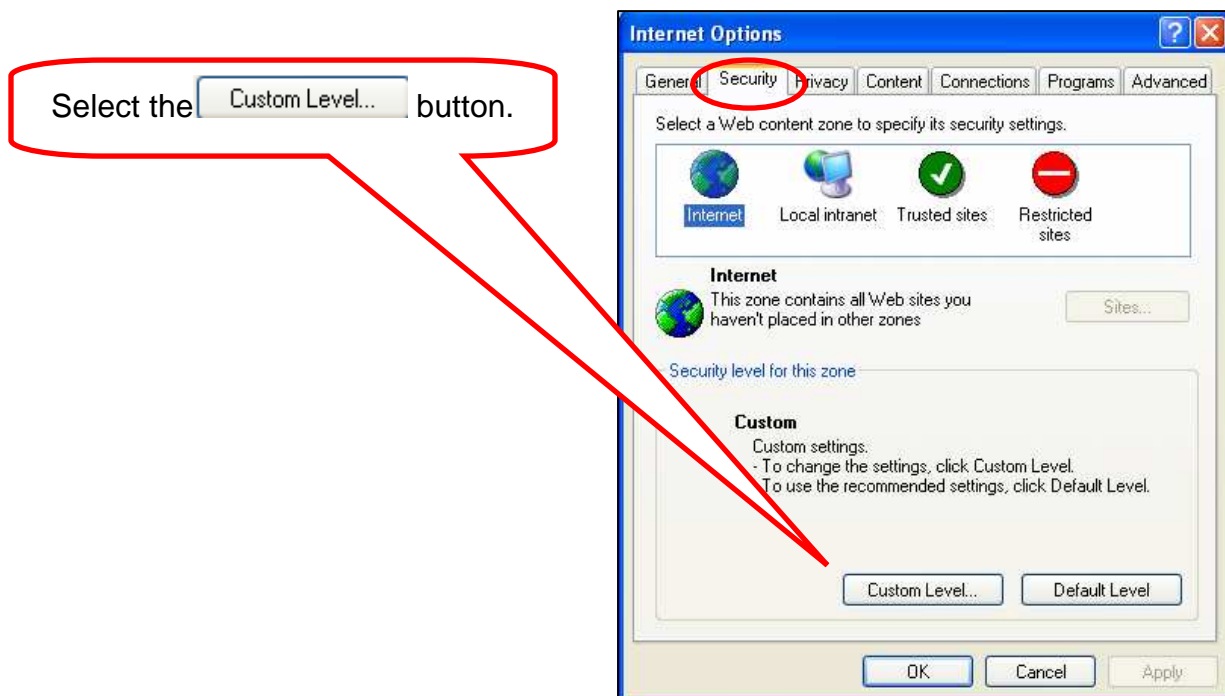 Internet Options
Select the Custom Level... button.
General Security Privacy Content Connections Programs Advanced
Select a Web content zone to specify its security settings.
Internet Local intranet Trusted sites Restricted
sites
Internet
This zone contains all Web sites you
haven't placed in other zones
Sites...
Security level for this zone
Custom
Custom settings.
- To change the settings, click Custom Level.
- To use the recommended settings, click Default Level.
Custom Level... Default Level
OK Cancel Apply